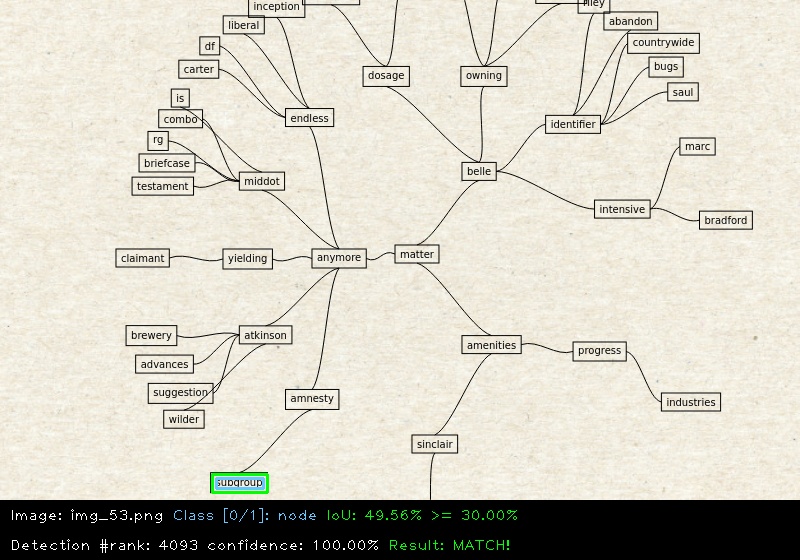 inception
riley
liberal
abandon
df
countrywide
carter
dosage
owning
bugs
is
saul
combo
endless
identifier
rg
marc
briefcase
belle
testament
middot
intensive
bradford
claimant
yielding
anymore
matter
brewery
atkinson
amenities
progress
advances
suggestion
amnesty
industries
wilder
sinclair
subgroup
Image: img_53.png Class [0/1]: node IoU: 49.56% >= 30.00%
Detection #rank: 4093 confidence: 100.00% Result: MATCH!